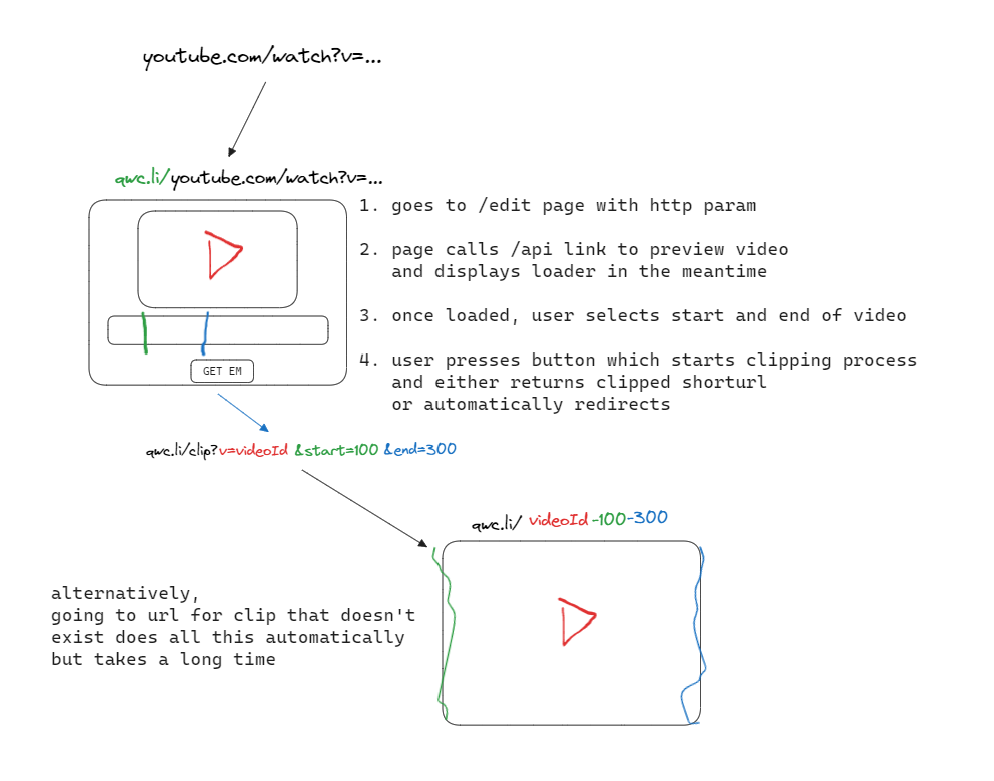 youtube.com/watch?v=...
qwc.li/youtube.com/watch?v=...
1. goes to /edit page with http param
2. page calls /api link to preview video
and displays loader in the meantime
3. once loaded, user selects start and end of video
4. user presses button which starts clipping process
and either returns clipped shorturl
or automatically redirects
GET EM
qwc.li/clip?v=videoId &start=100 &end=300
qwc.li/ videoId-100-300
alternatively,
going to url for clip that doesn't
exist does all this automatically
but takes a long time